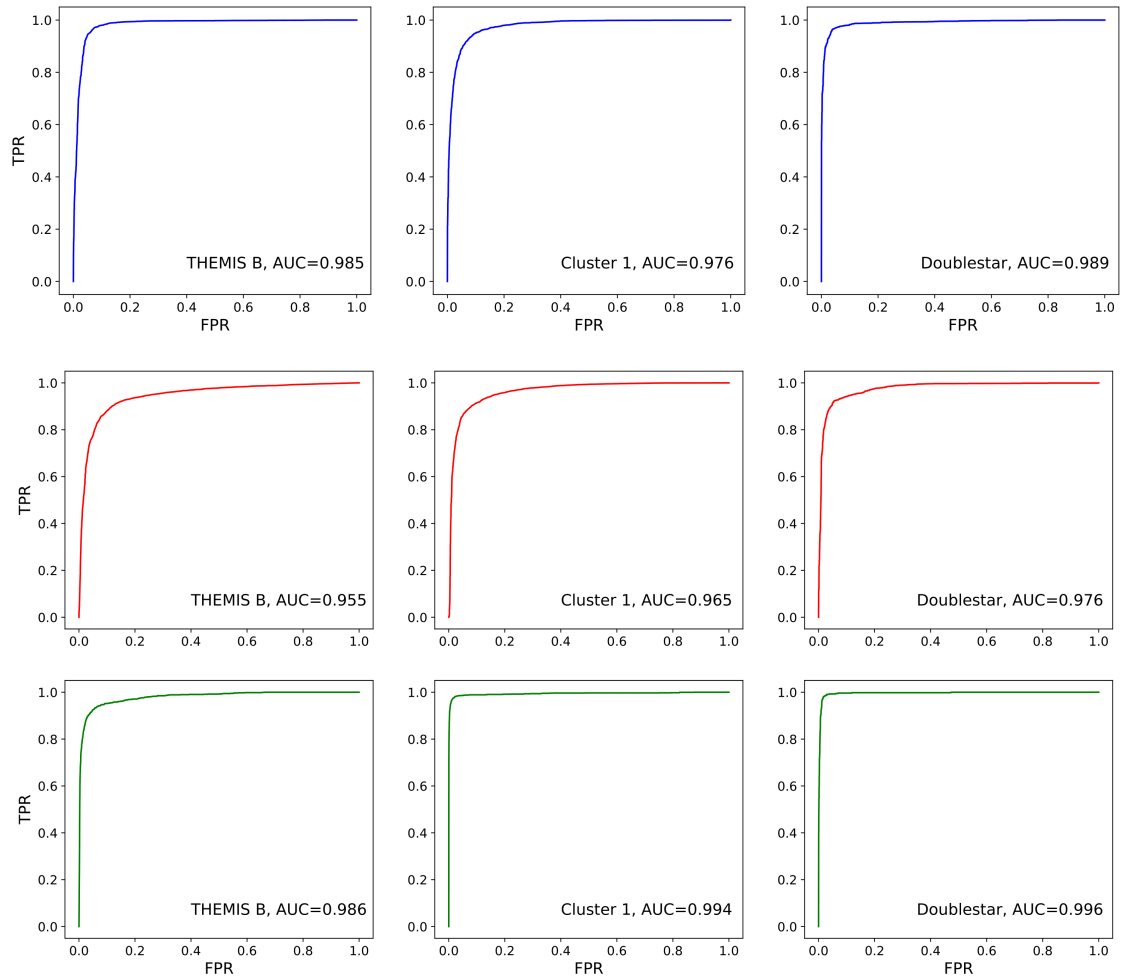 1.0
0.8
0.6
0.4
0.2
0.0
TPR
THEMIS B, AUC=0.985
0.0 0.2 0.4 0.6 0.8 1.0
FPR
1.0
0.8
0.6
0.4
0.2
0.0
Cluster 1, AUC=0.976
0.0 0.2 0.4 0.6 0.8 1.0
FPR
1.0
0.8
0.6
0.4
0.2
0.0
Doublestar, AUC=0.989
0.0 0.2 0.4 0.6 0.8 1.0
FPR
1.0
0.8
0.6
0.4
0.2
0.0
TPR
THEMIS B, AUC=0.955
0.0 0.2 0.4 0.6 0.8 1.0
1.0
0.8
0.6
0.4
0.2
0.0
Cluster 1, AUC=0.965
0.0 0.2 0.4 0.6 0.8 1.0
1.0
0.8
0.6
0.4
0.2
0.0
Doublestar, AUC=0.976
0.0 0.2 0.4 0.6 0.8 1.0
1.0
0.8
0.6
0.4
0.2
0.0
TPR
THEMIS B, AUC=0.986
0.0 0.2 0.4 0.6 0.8 1.0
FPR
1.0
0.8
0.6
0.4
0.2
0.0
Cluster 1, AUC=0.994
0.0 0.2 0.4 0.6 0.8 1.0
FPR
1.0
0.8
0.6
0.4
0.2
0.0
Doublestar, AUC=0.996
0.0 0.2 0.4 0.6 0.8 1.0
FPR